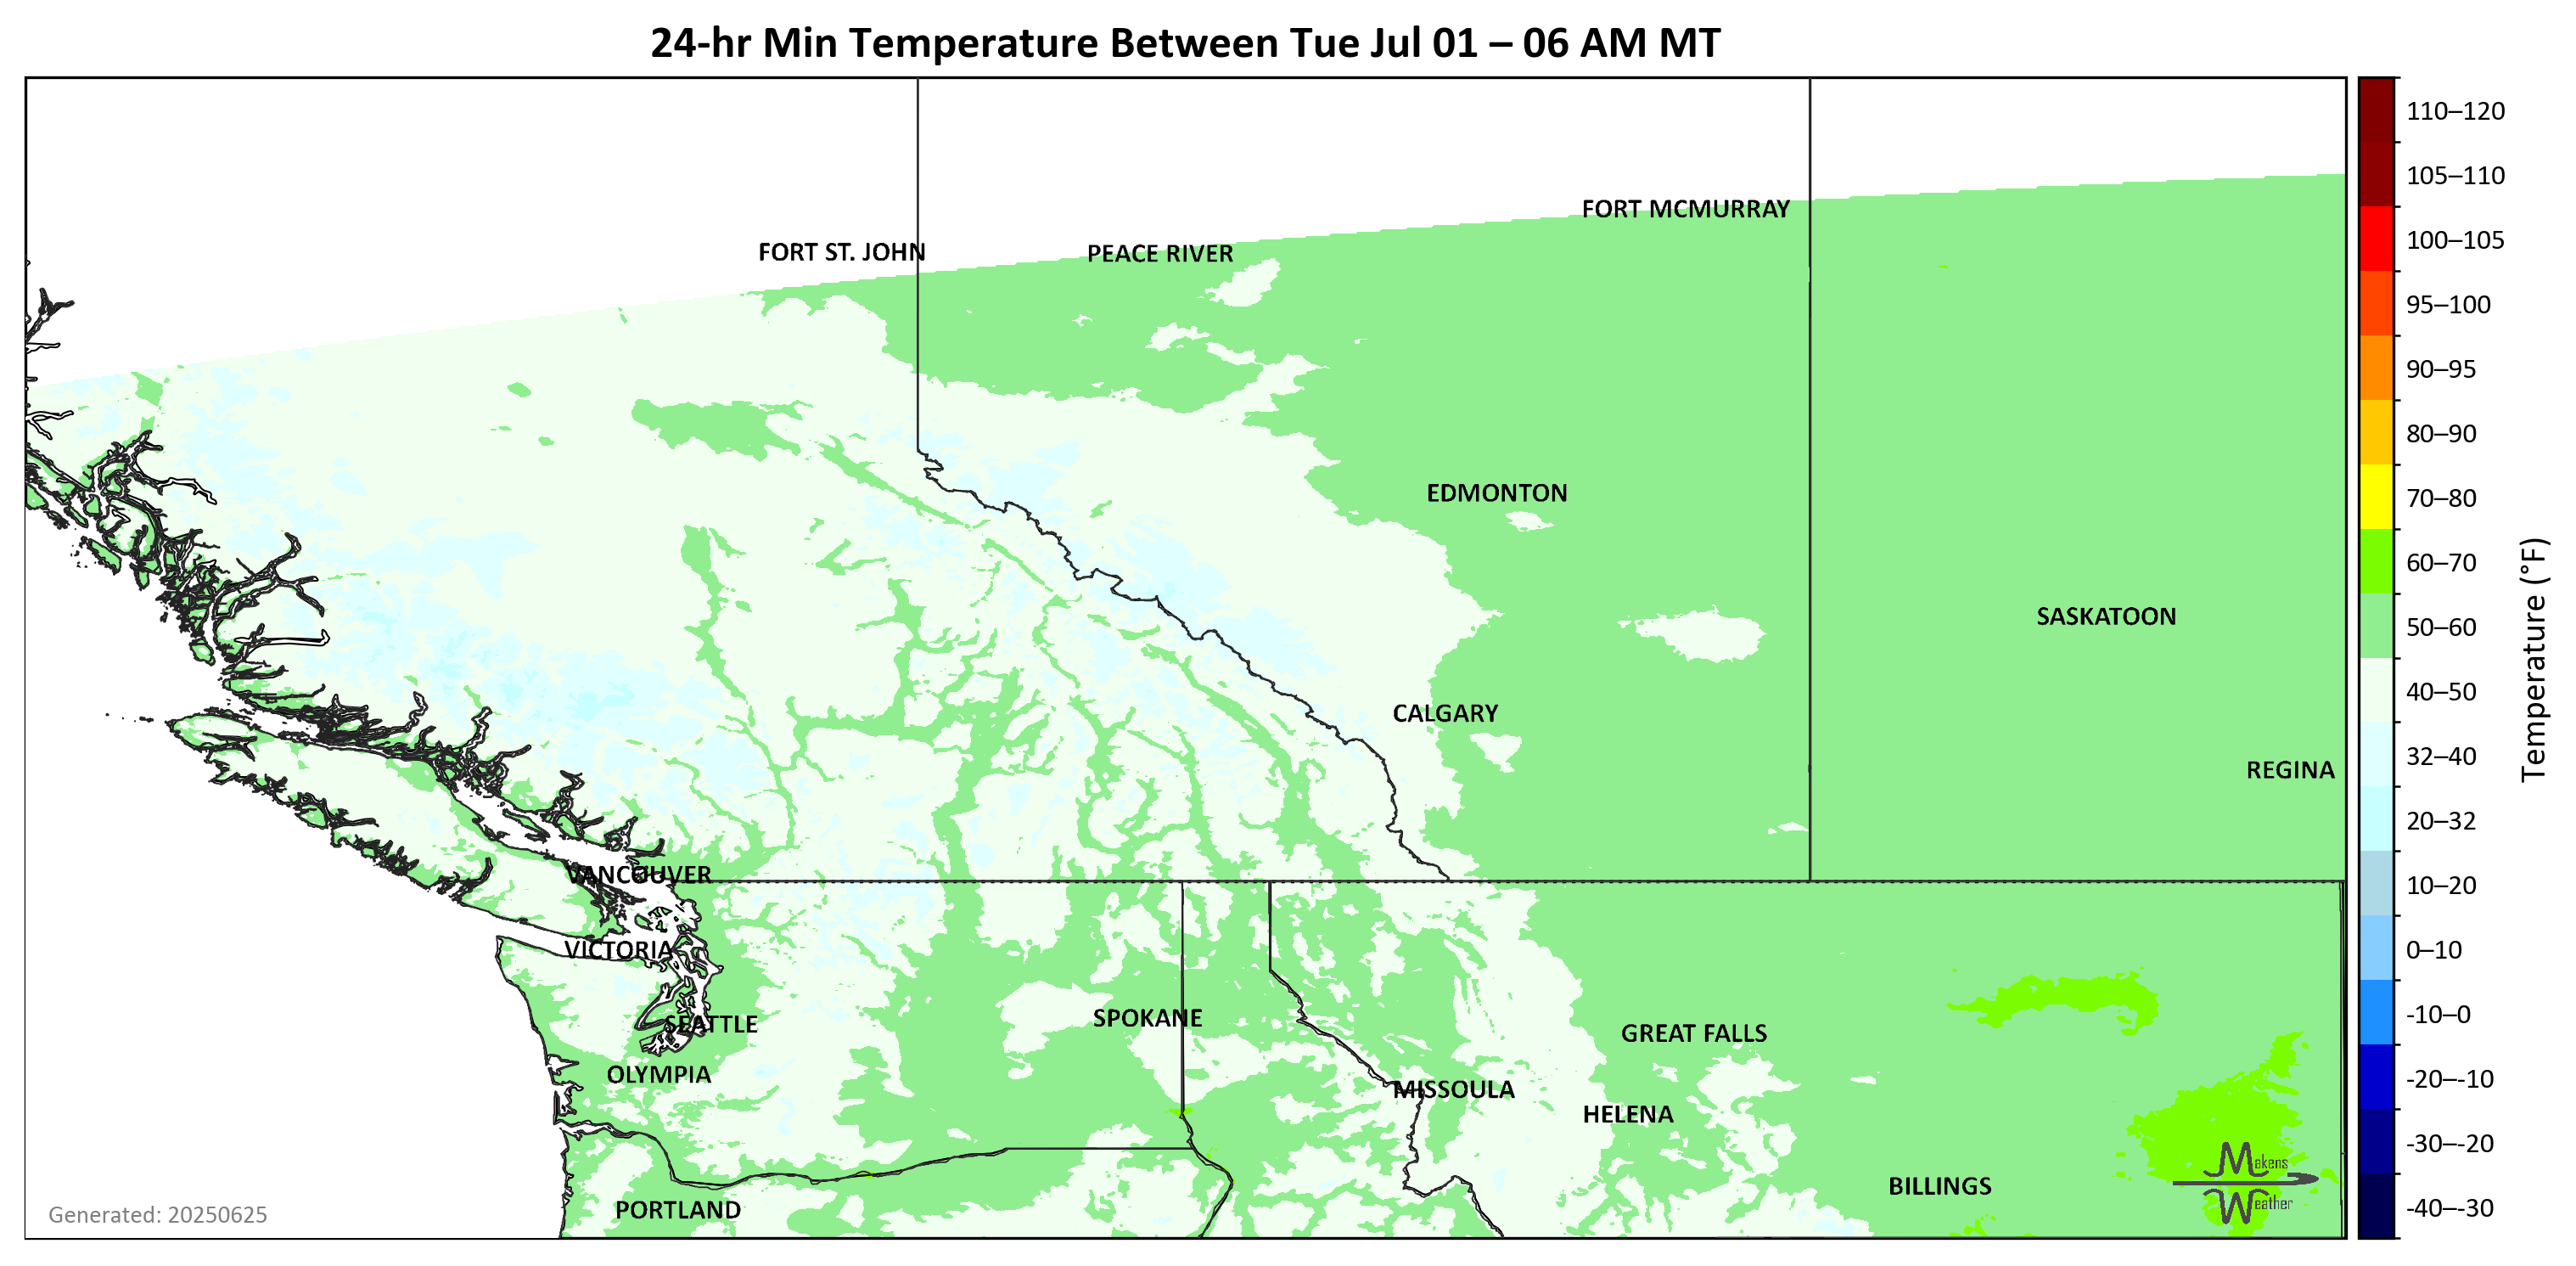 24-hr Min Temperature Between Tue Jul 01 – 06 AM MT
110–120
105–110
FORT MCMURRAY
100–105
FORT ST. JOHN
PEACE RIVER
95–100
90–95
80–90
EDMONTON
70–80
60–70
SASKATOON
50–60
Temperature (°F)
40–50
CALGARY
32–40
REGINA
20–32
VANCOUVER
10–20
VICTORIA
0–10
SPOKANE
-10–0
SEATTLE
GREAT FALLS
OLYMPIA
-20–-10
MISSOULA
HELENA
-30–-20
Makens
Weather
BILLINGS
PORTLAND
-40–-30
Generated: 20250625